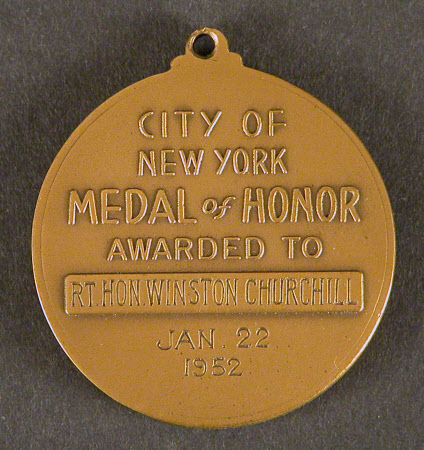 CITY OF
NEW YORK
MEDAL of HONOR
AWARDED TO
RT. HON. WINSTON CHURCHILL
JAN. 22
1952